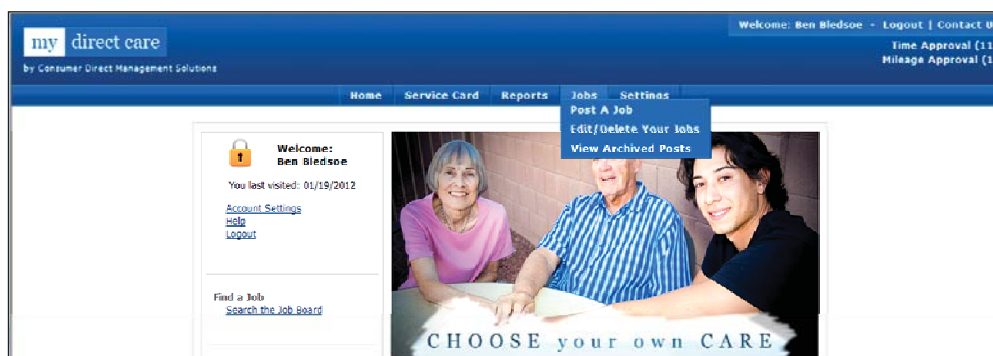 Welcome: Ben Bledsoe - Logout | Contact U
my direct care
Time Approval (11
Mileage Approval (1
by Consumer Direct Management Solutions
Home Service Card Reports Jobs Settings
Post A Job
Edit/Delete Your Jobs
View Archived Posts
Welcome:
Ben Bledsoe
You last visited: 01/19/2012
Account Settings
Help
Logout
Find a Job
Search the Job Board
CHOOSE your own CARE